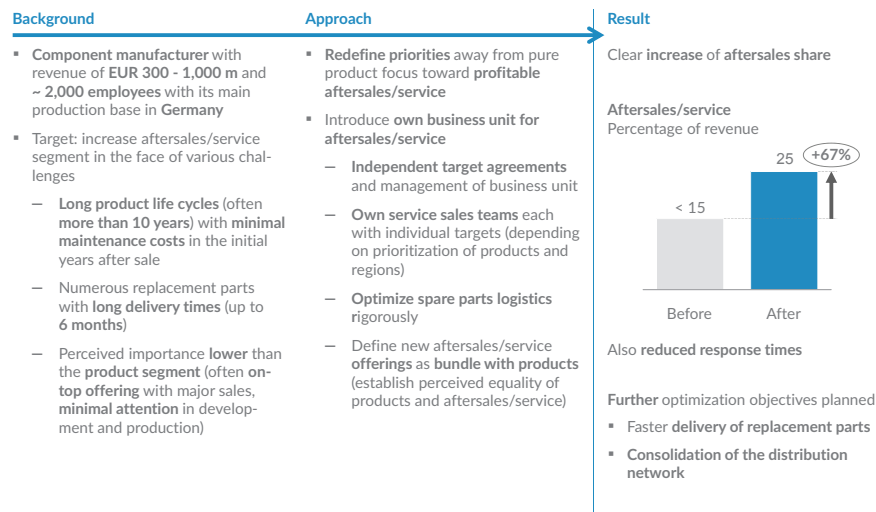 Background
▪ Component manufacturer with
revenue of EUR 300 - 1,000 m and
~ 2,000 employees with its main
production base in Germany
▪ Target: increase aftersales/service
segment in the face of various chal-
lenges
— Long product life cycles (often
more than 10 years) with minimal
maintenance costs in the initial
years after sale
— Numerous replacement parts
with long delivery times (up to
6 months)
— Perceived importance lower than
the product segment (often on-
top offering with major sales,
minimal attention in develop-
ment and production)
Approach
▪ Redefine priorities away from pure
product focus toward profitable
aftersales/service
▪ Introduce own business unit for
aftersales/service
— Independent target agreements
and management of business unit
— Own service sales teams each
with individual targets (depending
on prioritization of products and
regions)
— Optimize spare parts logistics
rigorously
— Define new aftersales/service
offerings as bundle with products
(establish perceived equality of
products and aftersales/service)
Result
Clear increase of aftersales share
Aftersales/service
Percentage of revenue
25 +67%
< 15
Before After
Also reduced response times
Further optimization objectives planned
▪ Faster delivery of replacement parts
▪ Consolidation of the distribution
network